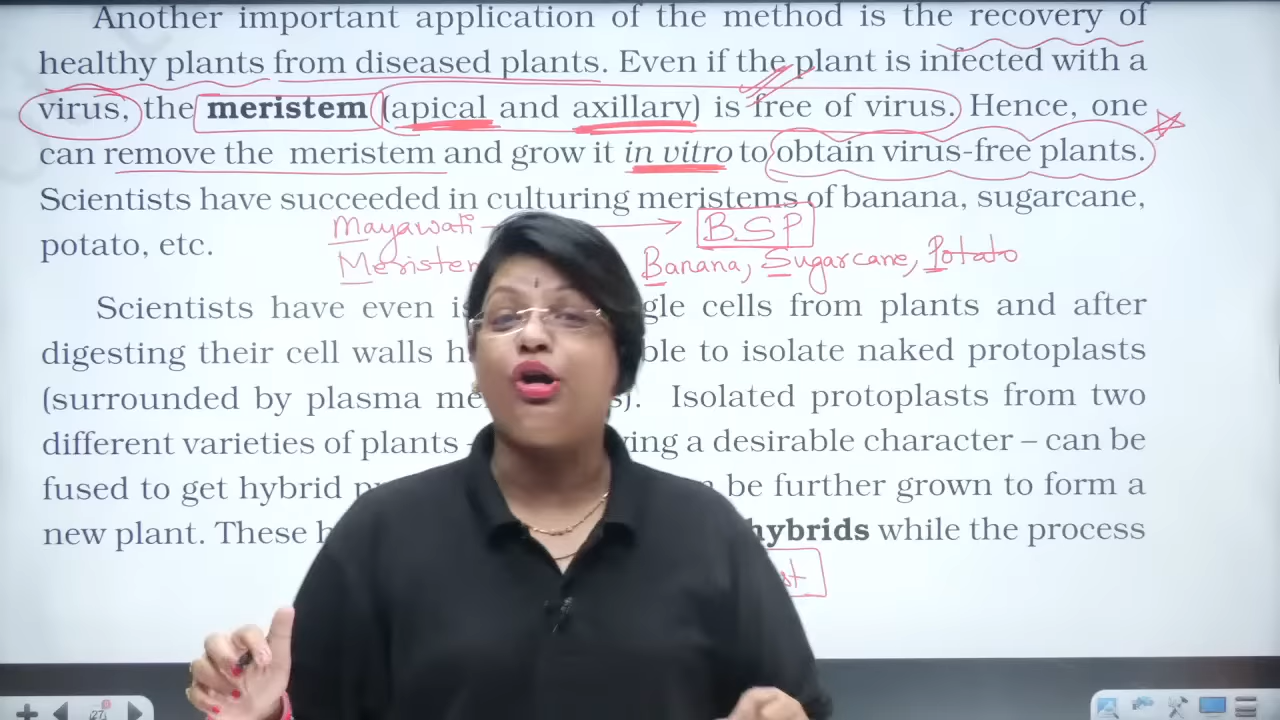 Another important application of the method is the recovery of
healthy plants from diseased plants. Even if the plant is infected with a
virus, the meristem (apical and axillary) is free of virus. Hence, one
can remove the meristem and grow it in vitro to obtain virus-free plants.
Scientists have succeeded in culturing meristems of banana, sugarcane,
potato, etc.
Mayawati → BSP
Banana, Sugarcane, Potato
Scientists have even cells from plants and after
digesting their cell walls to isolate naked protoplasts
(surrounded by plasma Isolated protoplasts from two
different varieties of plants – a desirable character – can be
fused to get hybrid be further grown to form a
new plant. These hybrids while the process